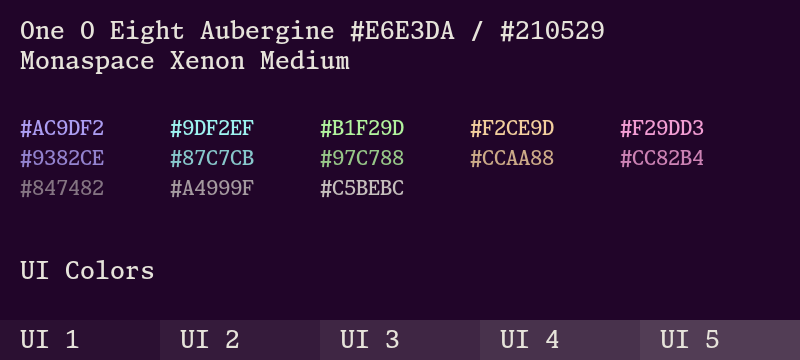 One O Eight Aubergine #E6E3DA / #210529
Monaspace Xenon Medium
#AC9DF2 #9DF2EF #B1F29D #F2CE9D #F29DD3
#9382CE #87C7CB #97C788 #CCAA88 #CC82B4
#847482 #A4999F #C5BEBC
UI Colors
UI 1 UI 2 UI 3 UI 4 UI 5